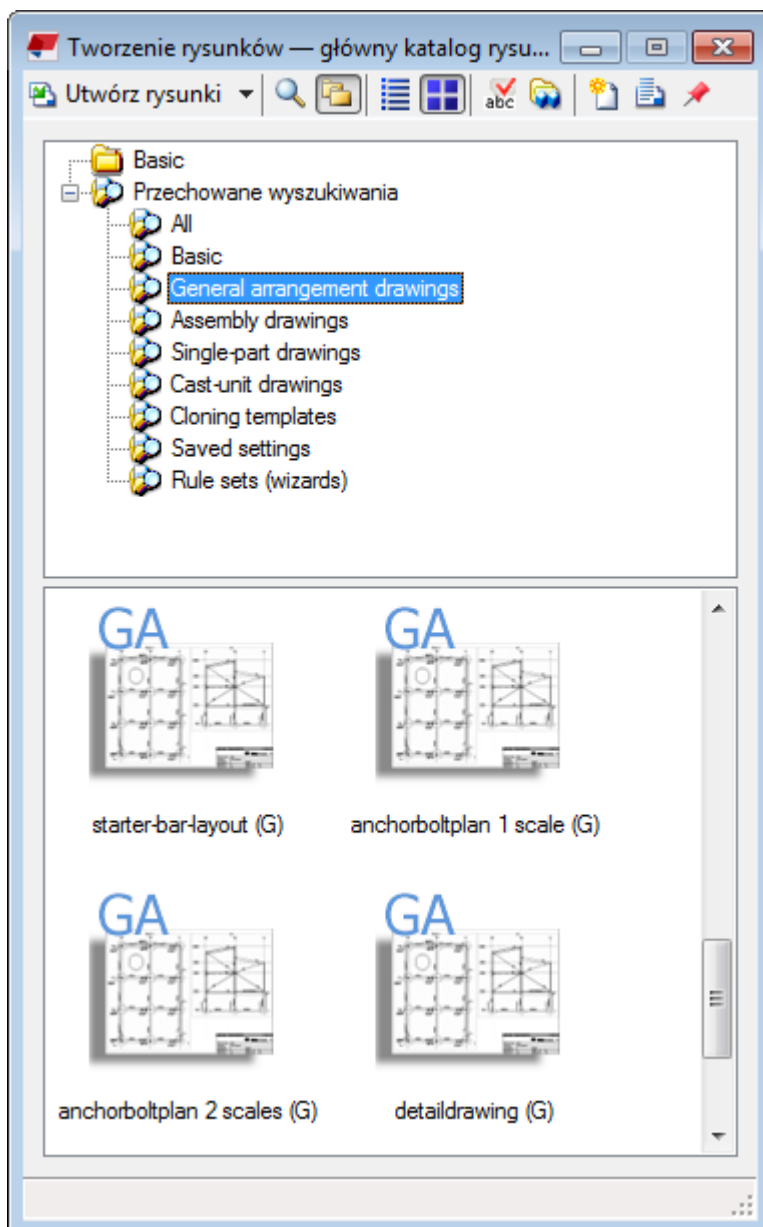 Tworzenie rysunków — główny katalog rysu...
Utwórz rysunki
abc
Basic
Przechowane wyszukiwania
All
Basic
General arrangement drawings
Assembly drawings
Single-part drawings
Cast-unit drawings
Cloning templates
Saved settings
Rule sets (wizards)
GA GA
starter-bar-layout (G) anchorboltplan 1 scale (G)
GA GA
anchorboltplan 2 scales (G) detaildrawing (G)